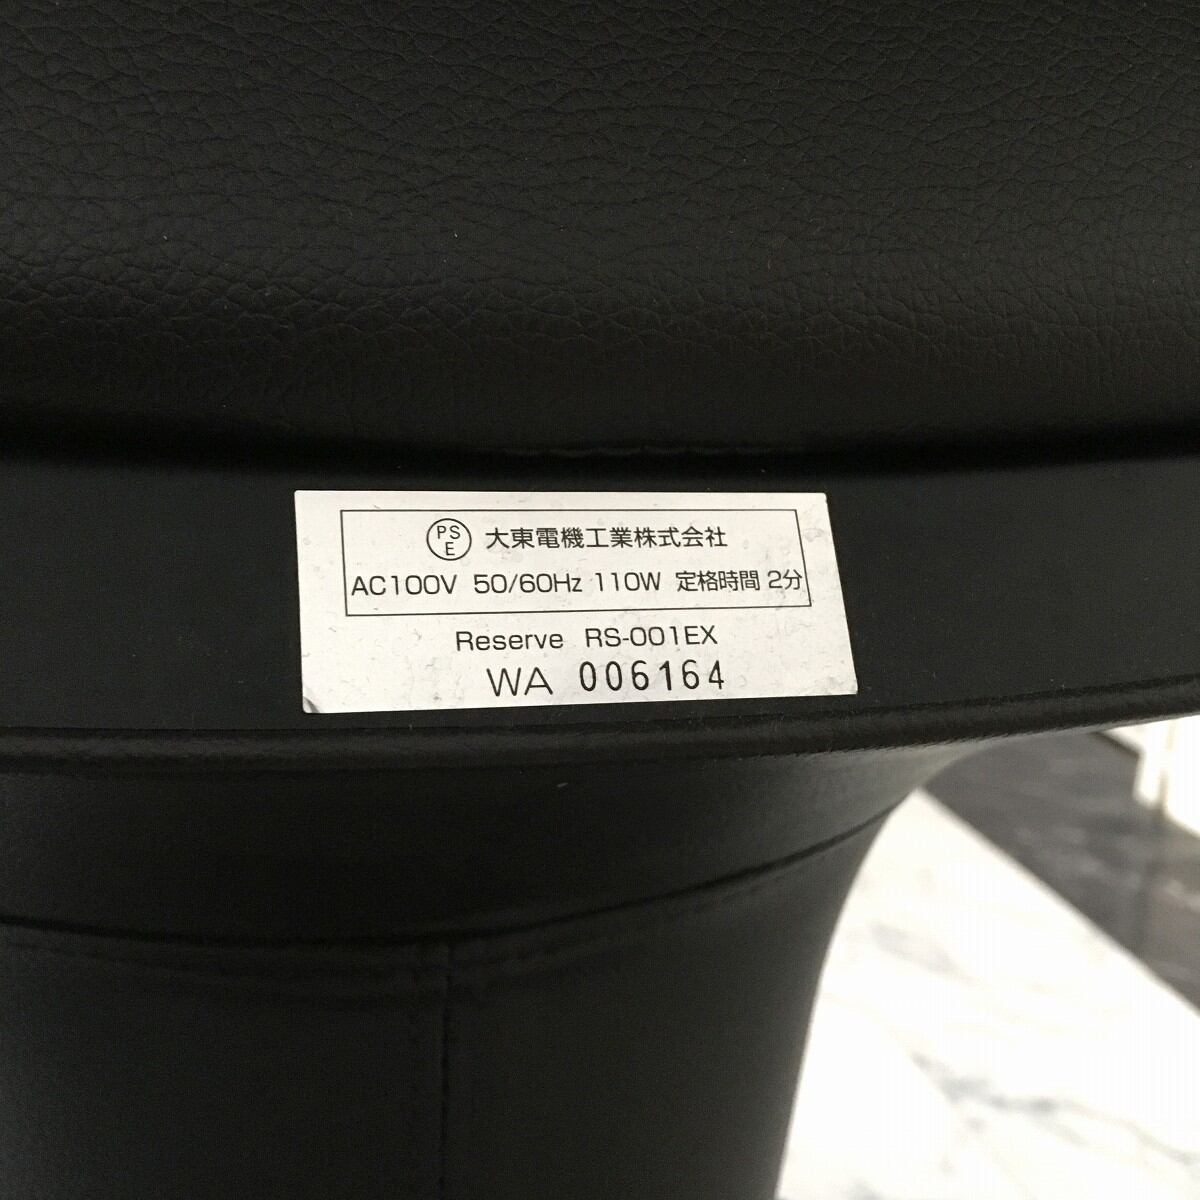 PS E 大東電機工業株式会社
AC100V 50/60Hz 110W 定格時間 2分
Reserve RS-001EX
WA 006164